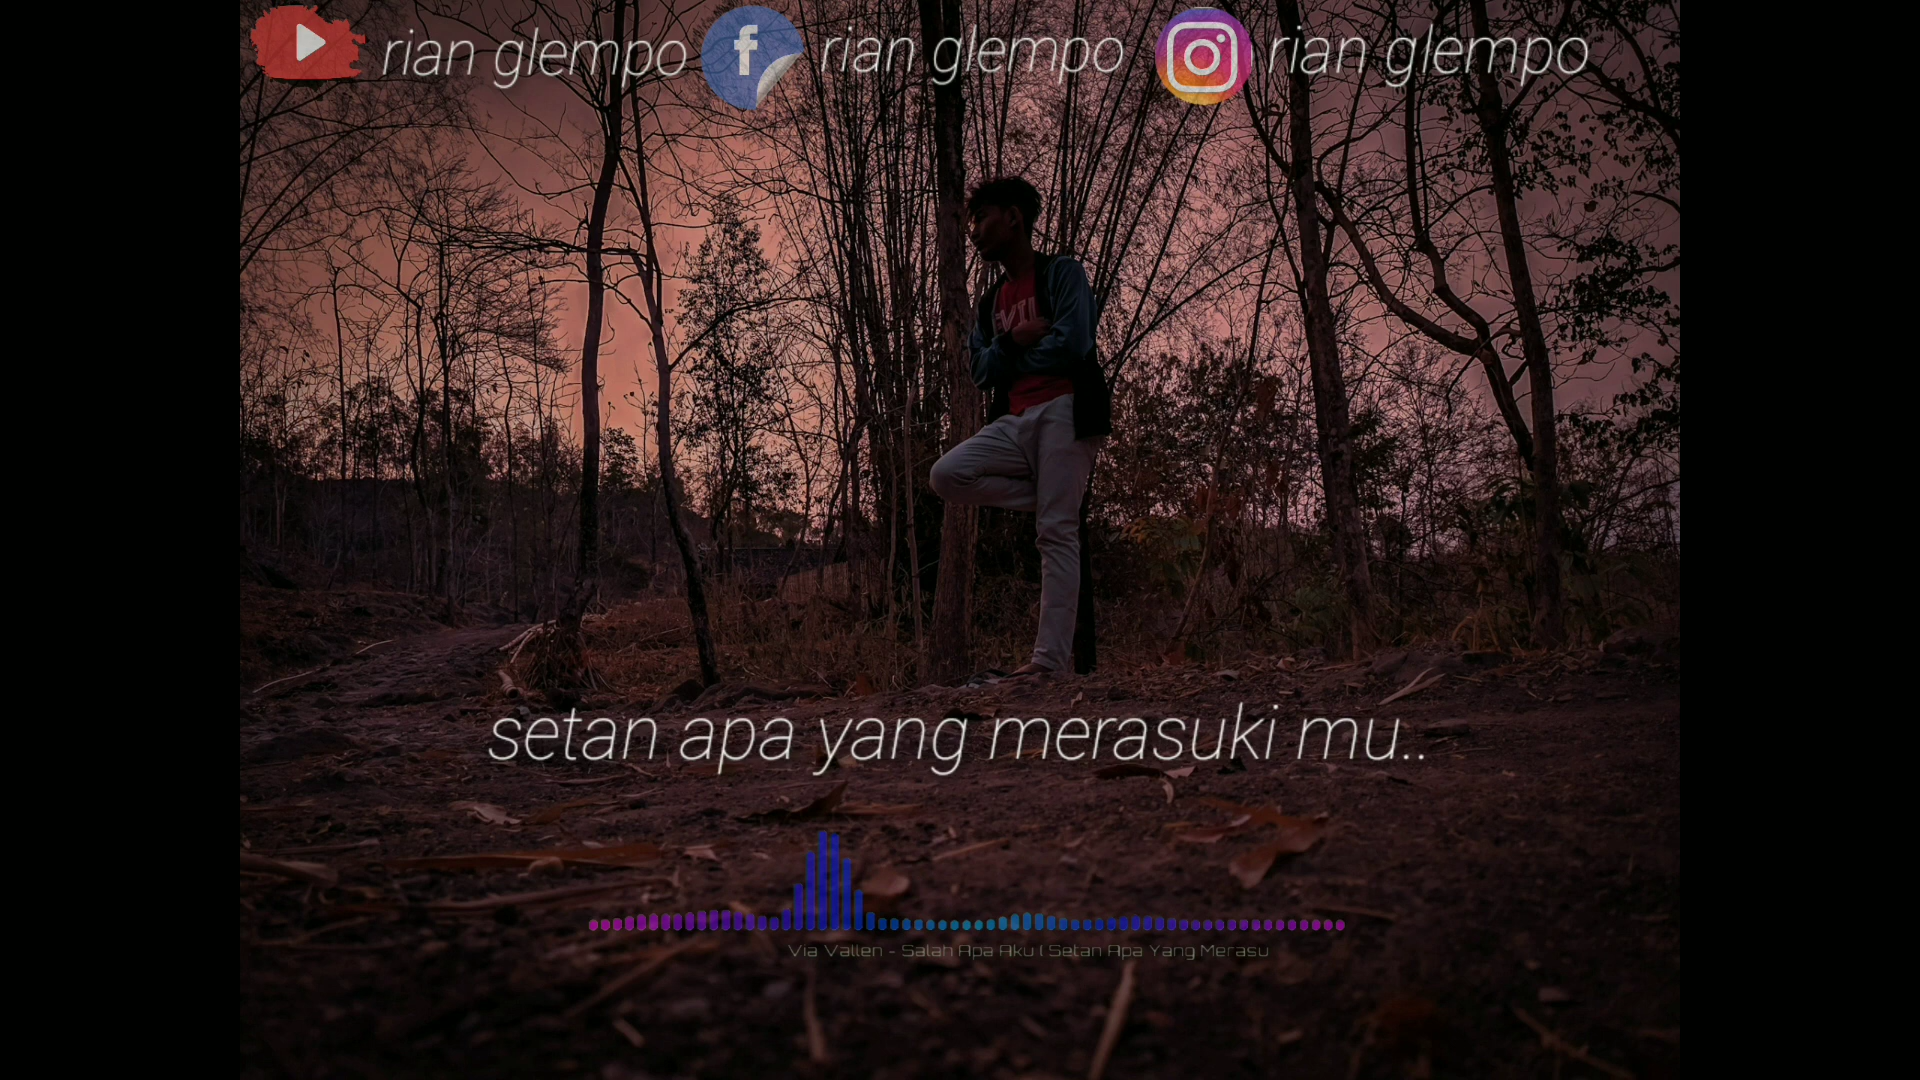 rian glempo rian glempo rian glempo
setan apa yang merasuki mu..
Via Vallen - Salah Apa Aku ( Setan Apa Yang Merasu